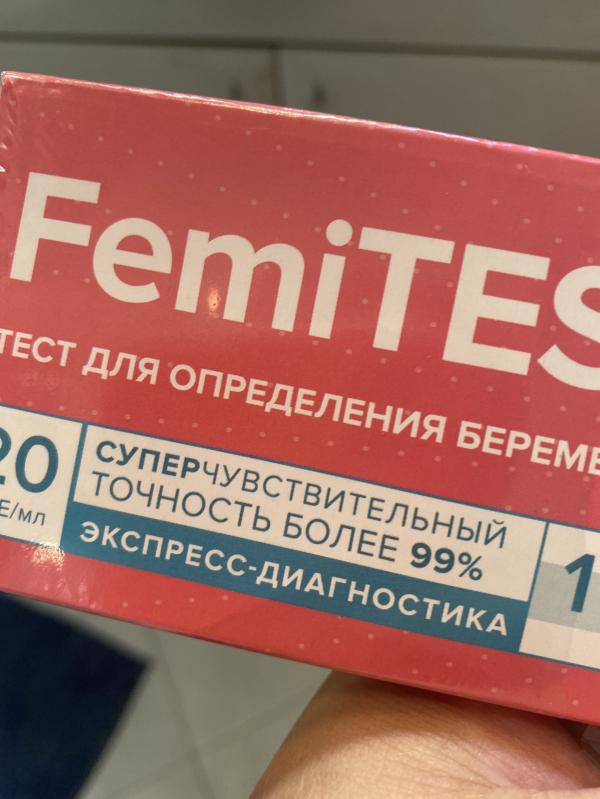 FemiTES
ТЕСТ ДЛЯ ОПРЕДЕЛЕНИЯ БЕРЕМЕ
20
Е/мл
СУПЕРЧУВСТВИТЕЛЬНЫЙ
ТОЧНОСТЬ БОЛЕЕ 99%
ЭКСПРЕСС-ДИАГНОСТИКА
1